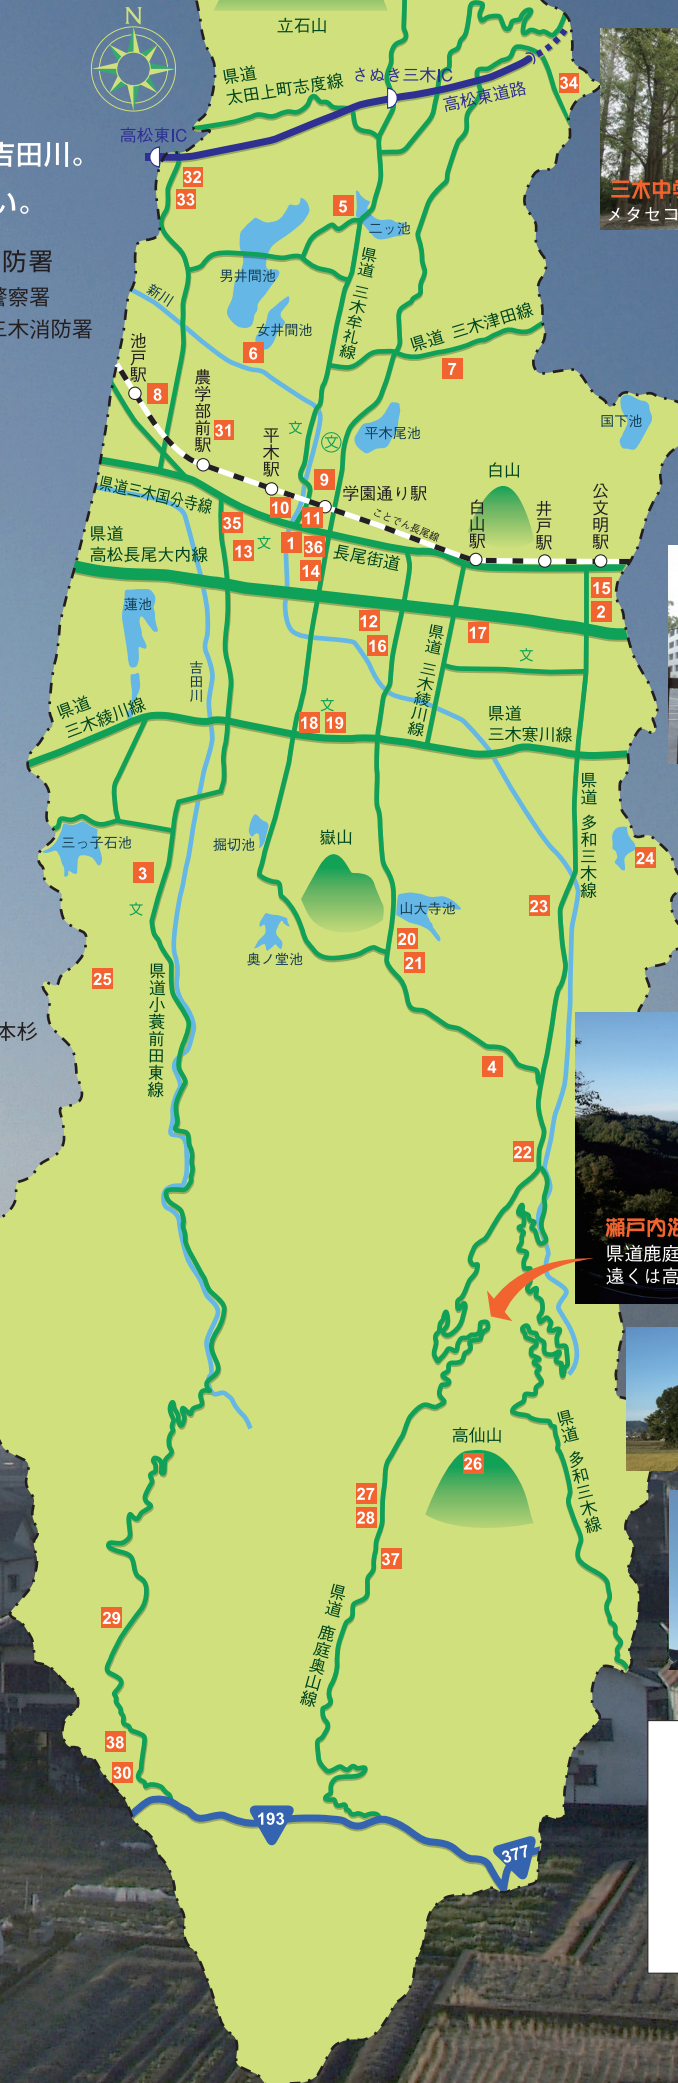 N
立石山
さぬき三木IC
県道
太田上町志度線
高松東道路
34
高松東IC
吉田川。
32
33
三木中
メタセコ
5
い。
二ッ池
防署
県道 三木牟礼線
男井間池
警察署
新川
三木消防署
女井間池
県道 三木津田線
池戸駅
6
7
農学部前駅
8
31
文
平木駅
文
平木尾池
国下池
白山
9
学園通り駅
県道三木国分寺線
10
11
ことでん長尾線
白山駅
井戸駅
公文明駅
35
県道
高松長尾大内線
13
文
1
36
長尾街道
14
15
2
蓮池
12
16
17
県道 三木綾川線
文
吉田川
県道
三木綾川線
文
18
19
県道
三木寒川線
県道 多和三木線
三っ子石池
堀切池
嶽山
24
3
文
山大寺池
23
20
奥ノ堂池
21
25
県道小蓑前田東線
本杉
4
22
瀬戸内海
県道鹿庭
遠くは高
高仙山
県道 多和三木線
26
27
28
37
県道 鹿庭奥山線
29
38
30
193
377